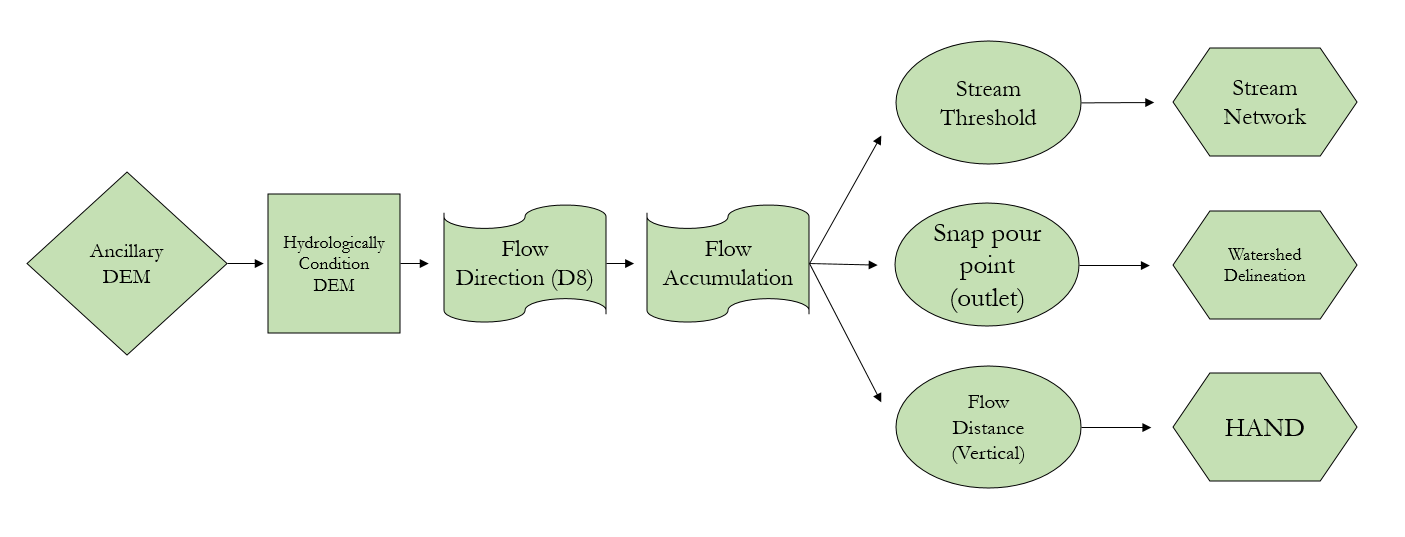 Ancillary
DEM
Hydrologically
Condition
DEM
Flow
Direction (D8)
Flow
Accumulation
Stream
Threshold
Stream
Network
Snap pour
point
(outlet)
Watershed
Delineation
Flow
Distance
(Vertical)
HAND